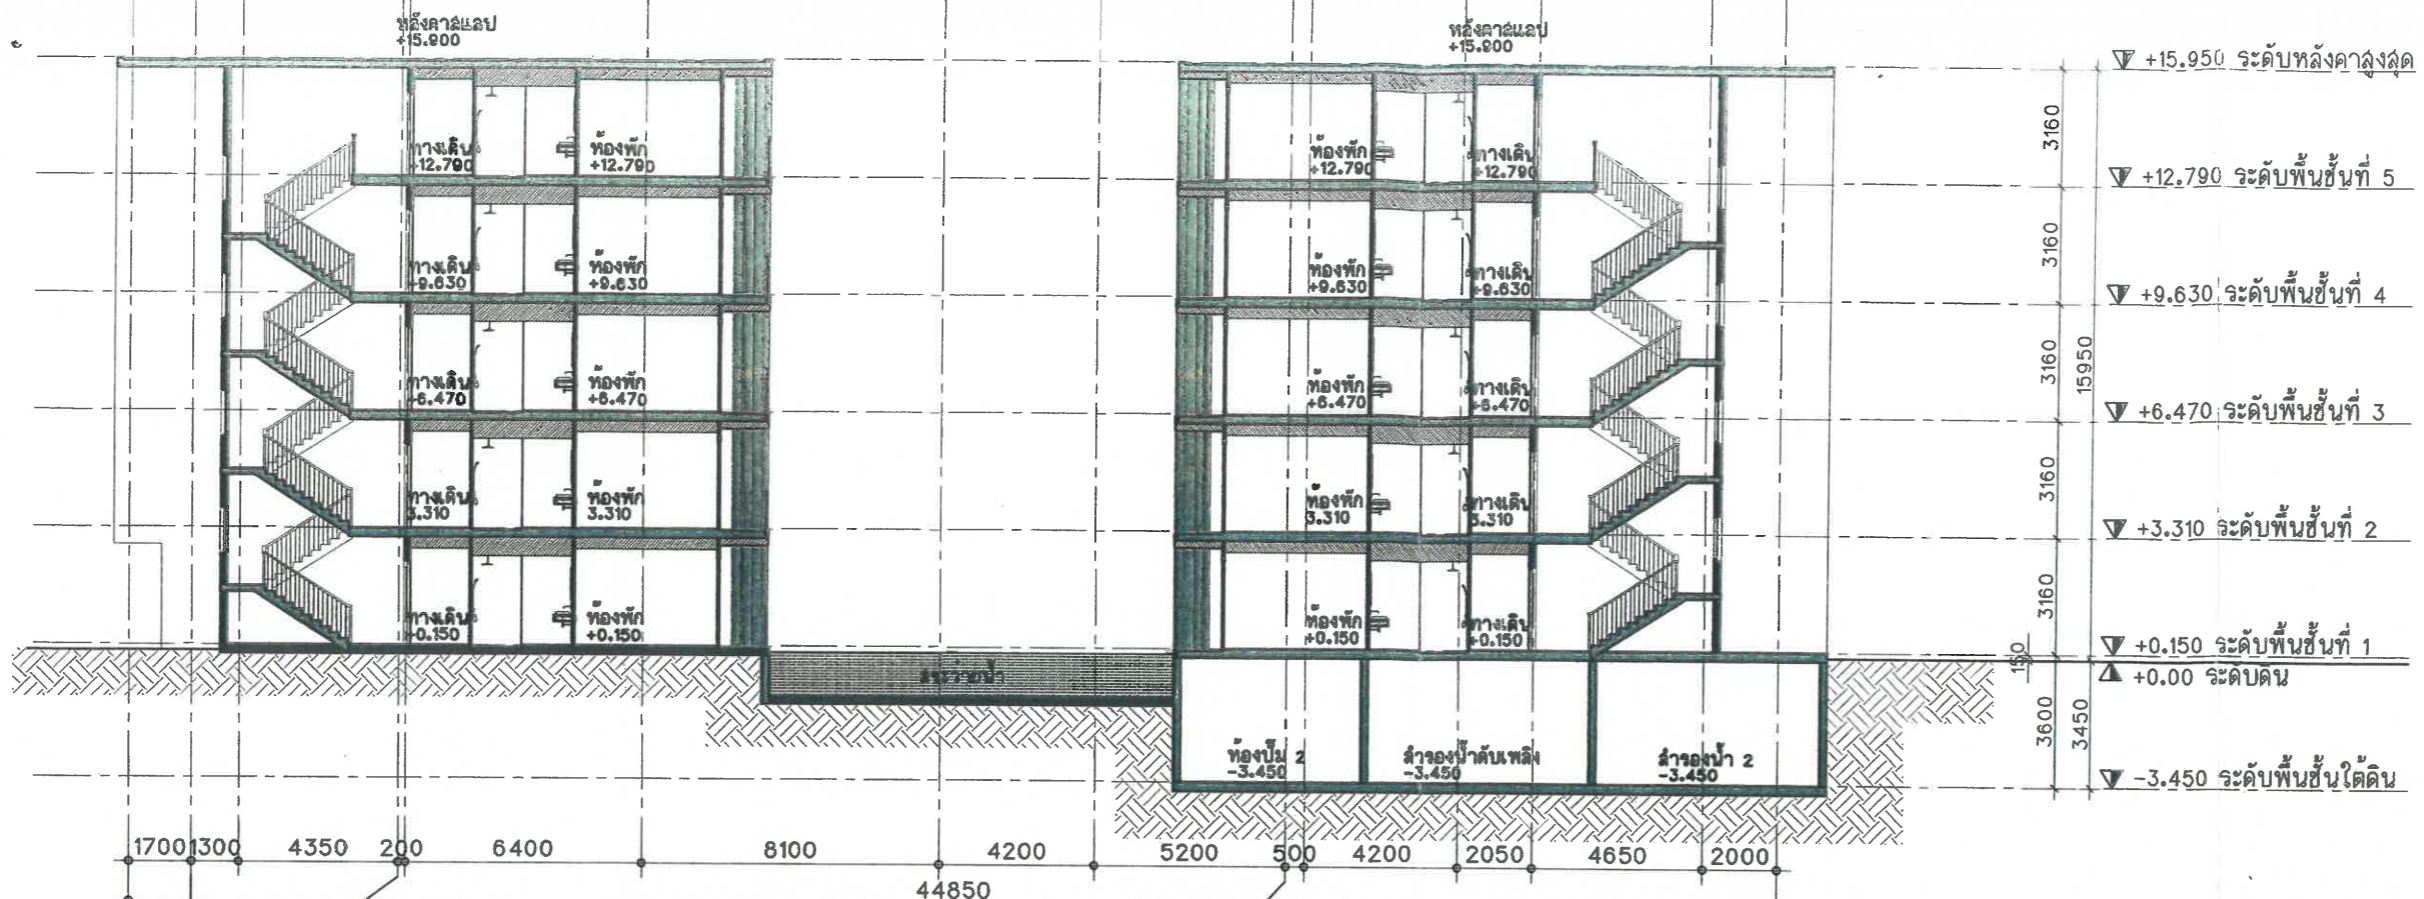 หลังคาสแลป
+15.900
หลังคาสแลป
+15.900
+15.950 ระดับหลังคาสูงสุด
3160
ทางเดิน
+12.790
ห้องพัก
+12.790
ห้องพัก
+12.790
ทางเดิน
+12.790
+12.790 ระดับพื้นชั้นที่ 5
3160
ทางเดิน
+9.630
ห้องพัก
+9.630
ห้องพัก
+9.630
ทางเดิน
+9.630
+9.630 ระดับพื้นชั้นที่ 4
3160
15950
ทางเดิน
+6.470
ห้องพัก
+6.470
ห้องพัก
+6.470
ทางเดิน
+6.470
+6.470 ระดับพื้นชั้นที่ 3
3160
ทางเดิน
3.310
ห้องพัก
3.310
ห้องพัก
3.310
ทางเดิน
3.310
+3.310 ระดับพื้นชั้นที่ 2
3160
ทางเดิน
+0.150
ห้องพัก
+0.150
ห้องพัก
+0.150
ทางเดิน
+0.150
+0.150 ระดับพื้นชั้นที่ 1
150
+0.00 ระดับดิน
สระว่ายน้ำ
3600
3450
ห้องปั๊ม 2
-3.450
สำรองน้ำดับเพลิง
-3.450
สำรองน้ำ 2
-3.450
-3.450 ระดับพื้นชั้นใต้ดิน
1700 1300 4350 200 6400 8100 4200 5200 500 4200 2050 4650 2000
44850